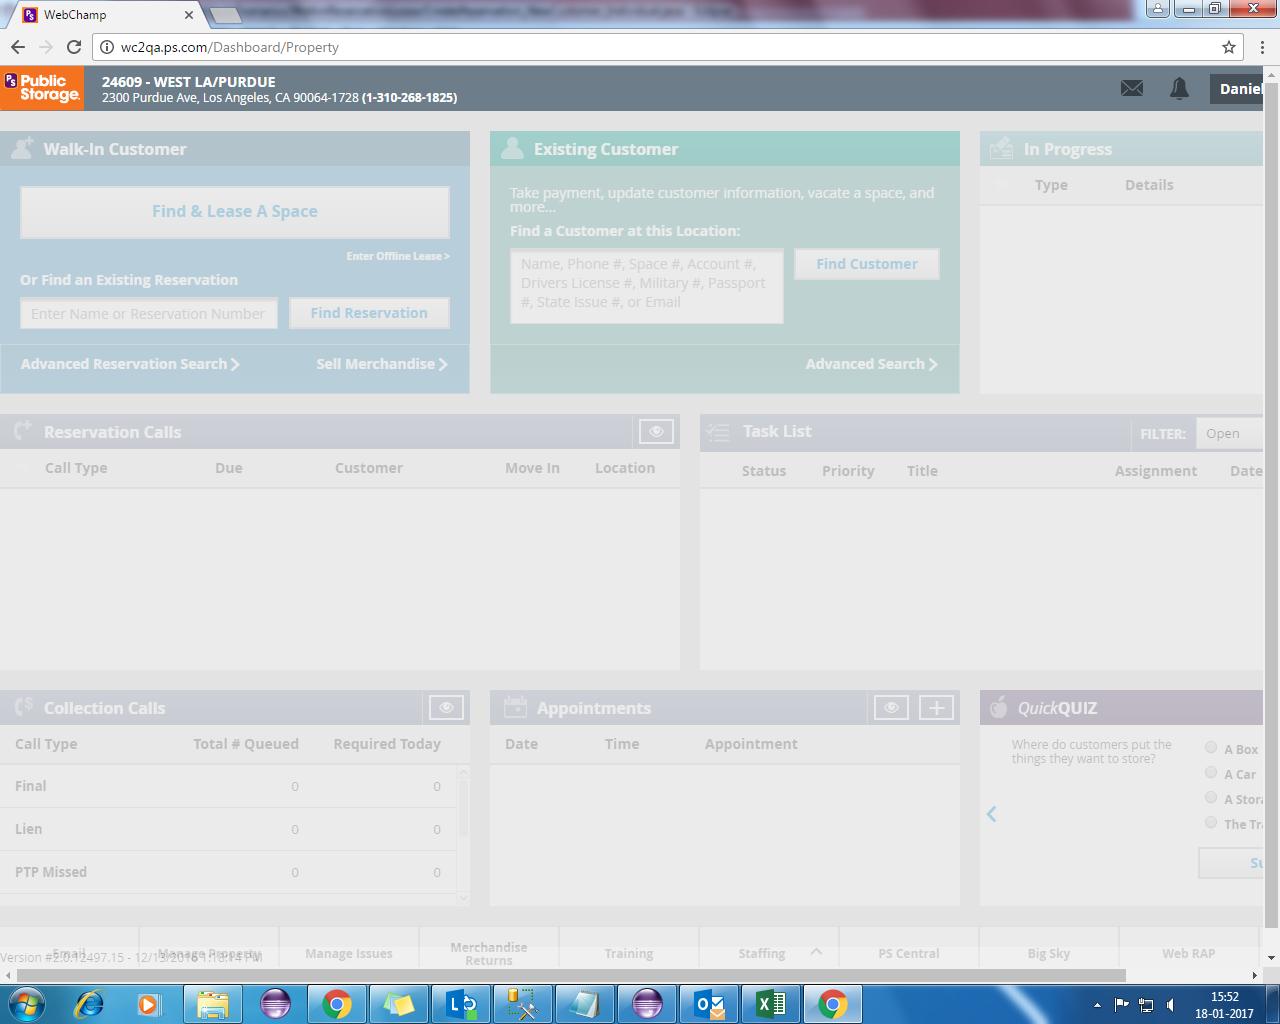 WebChamp
wc2qa.ps.com/Dashboard/Property
PS Public Storage.
24609 - WEST LA/PURDUE
2300 Purdue Ave, Los Angeles, CA 90064-1728 (1-310-268-1825)
Daniel
Walk-In Customer
Find & Lease A Space
Enter Offline Lease >
Or Find an Existing Reservation
Enter Name or Reservation Number
Find Reservation
Advanced Reservation Search
Sell Merchandise
Existing Customer
Take payment, update customer information, vacate a space, and
more...
Find a Customer at this Location:
Name, Phone #, Space #, Account #,
Drivers License #, Military #, Passport
#, State Issue #, or Email
Find Customer
Advanced Search
In Progress
Type Details
Reservation Calls
Call Type Due Customer Move In Location
Task List
FILTER: Open
Status Priority Title Assignment Date
Collection Calls
Call Type Total # Queued Required Today
Final 0 0
Lien 0 0
PTP Missed 0 0
Appointments
Date Time Appointment
QuickQUIZ
Where do customers put the
things they want to store?
A Box
A Car
A Stora
The Tra
Su
Email Manage Property Manage Issues Merchandise Returns Training Staffing PS Central Big Sky Web RAP
Version #2.0.12497.15 - 12/13/2016 1:18:14 PM
15:52
18-01-2017